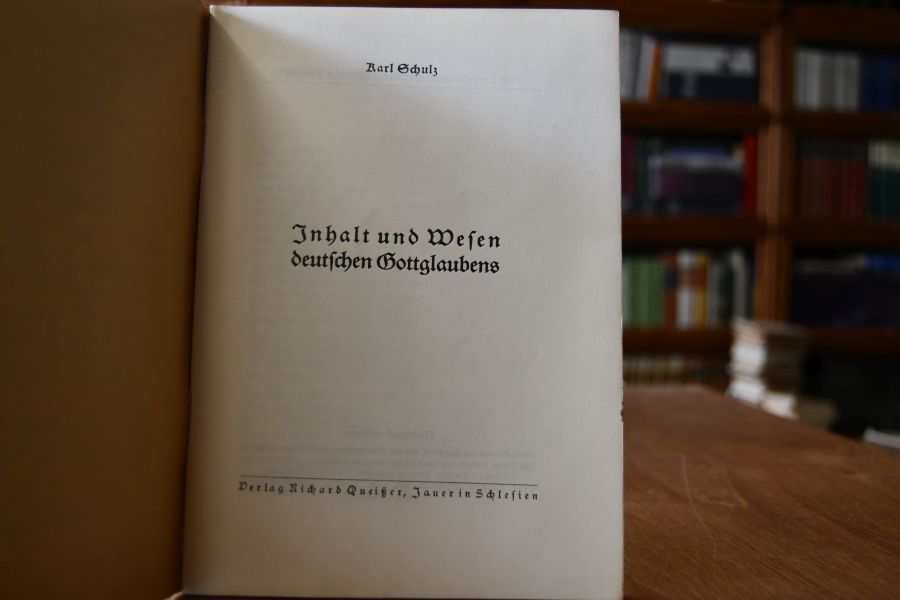 Karl Schulz
Inhalt und Wesen
deutschen Gottglaubens
Verlag Richard Queißer, Jauer in Schlesien